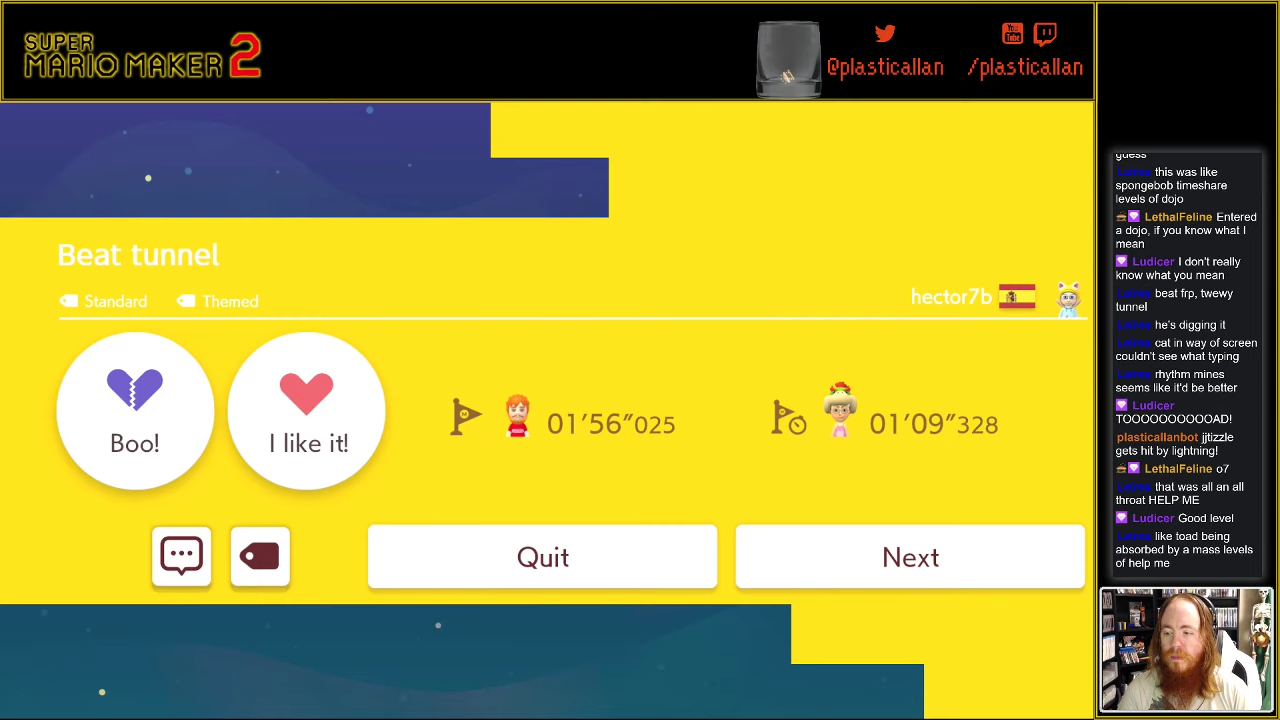 SUPER
MARIO MAKER 2
@plasticallan
You
Tube
/plasticallan
Beat tunnel
Standard
Themed
hector7b
Boo!
I like it!
M
01'56"025
01'09"328
Quit
Next
guess
this was like
spongebob timeshare
levels of dojo
LethalFeline Entered
a dojo, if you know what I
mean
Ludicer I don't really
know what you mean
beat frp, twewy
tunnel
he's digging it
cat in way of screen
couldn't see what typing
rhythm mines
seems like it'd be better
Ludicer
TOOOOOOOOOOAD!
plasticallanbot jjtizzle
gets hit by lightning!
LethalFeline o7
that was all an all
throat HELP ME
Ludicer Good level
like toad being
absorbed by a mass levels
of help me